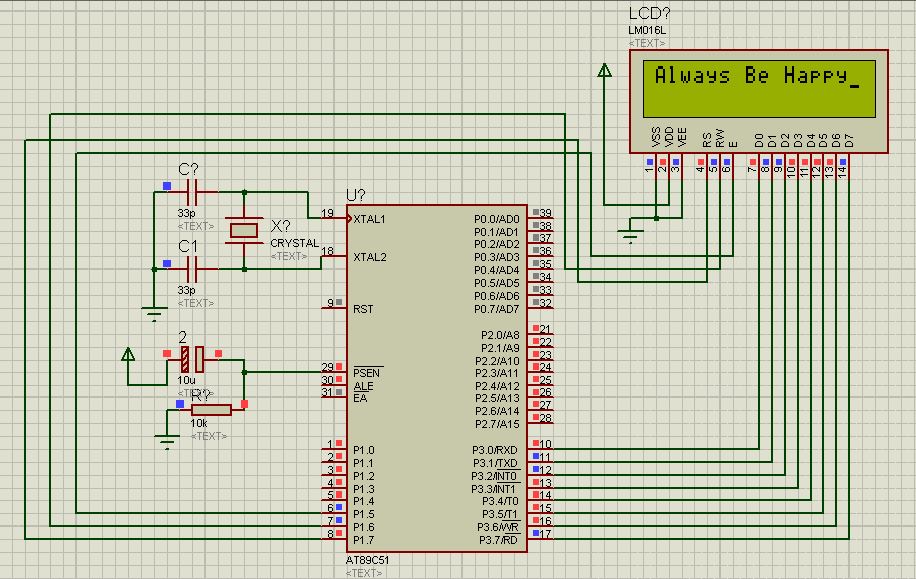 LCD?
LM016L
<TEXT>
Always Be Happy_
VSS VDD VEE RS RW E D0 D1 D2 D3 D4 D5 D6 D7
1 2 3 4 5 6 7 8 9 10 11 12 13 14
C?
33p
<TEXT>
X?
CRYSTAL
<TEXT>
C1
33p
<TEXT>
2
10u
<TEXT>
R?
10k
<TEXT>
U?
19 XTAL1
18 XTAL2
9 RST
29 PSEN
30 ALE
31 EA
1 P1.0
2 P1.1
3 P1.2
4 P1.3
5 P1.4
6 P1.5
7 P1.6
8 P1.7
P0.0/AD0 39
P0.1/AD1 38
P0.2/AD2 37
P0.3/AD3 36
P0.4/AD4 35
P0.5/AD5 34
P0.6/AD6 33
P0.7/AD7 32
P2.0/A8 21
P2.1/A9 22
P2.2/A10 23
P2.3/A11 24
P2.4/A12 25
P2.5/A13 26
P2.6/A14 27
P2.7/A15 28
P3.0/RXD 10
P3.1/TXD 11
P3.2/INT0 12
P3.3/INT1 13
P3.4/T0 14
P3.5/T1 15
P3.6/WR 16
P3.7/RD 17
AT89C51
<TEXT>